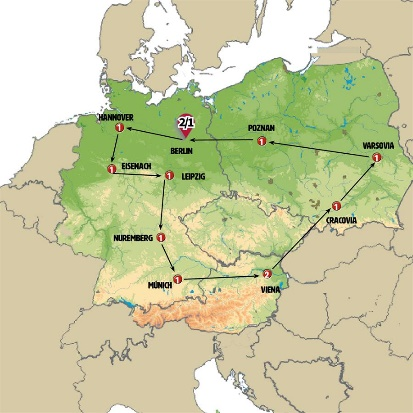 HANNOVER
1
2/1
BERLIN
POZNAN
1
VARSOVIA
1
1
EISENACH
1
LEIPZIG
1
CRACOVIA
NUREMBERG
1
MÚNICH
1
2
VIENA